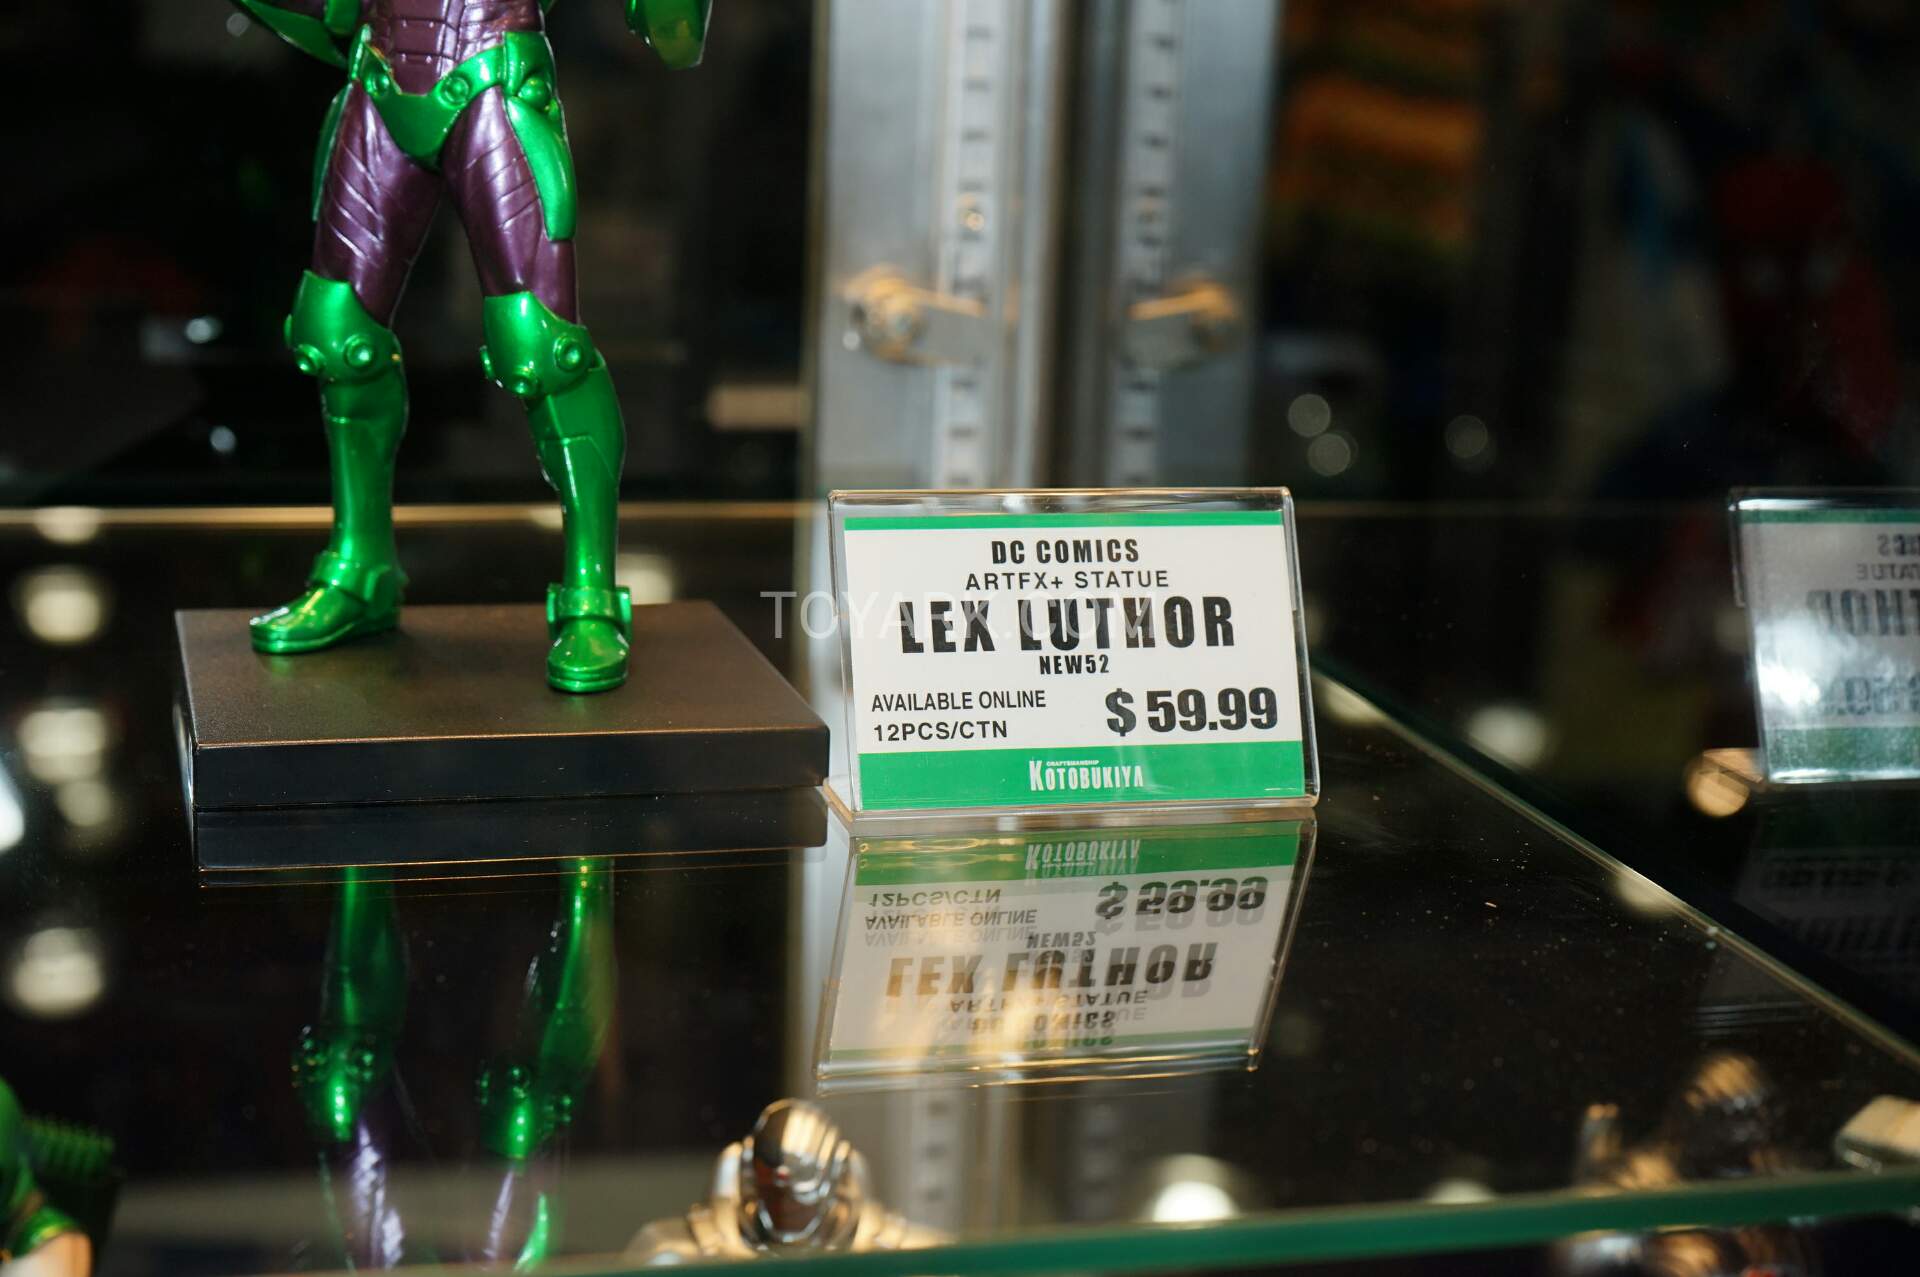 DC COMICS
ARTFX+ STATUE
LEX LUTHOR
NEW52
AVAILABLE ONLINE
$59.99
12PCS/CTN
CRAFTSMANSHIP
KOTOBUKIYA
TOYARK.COM